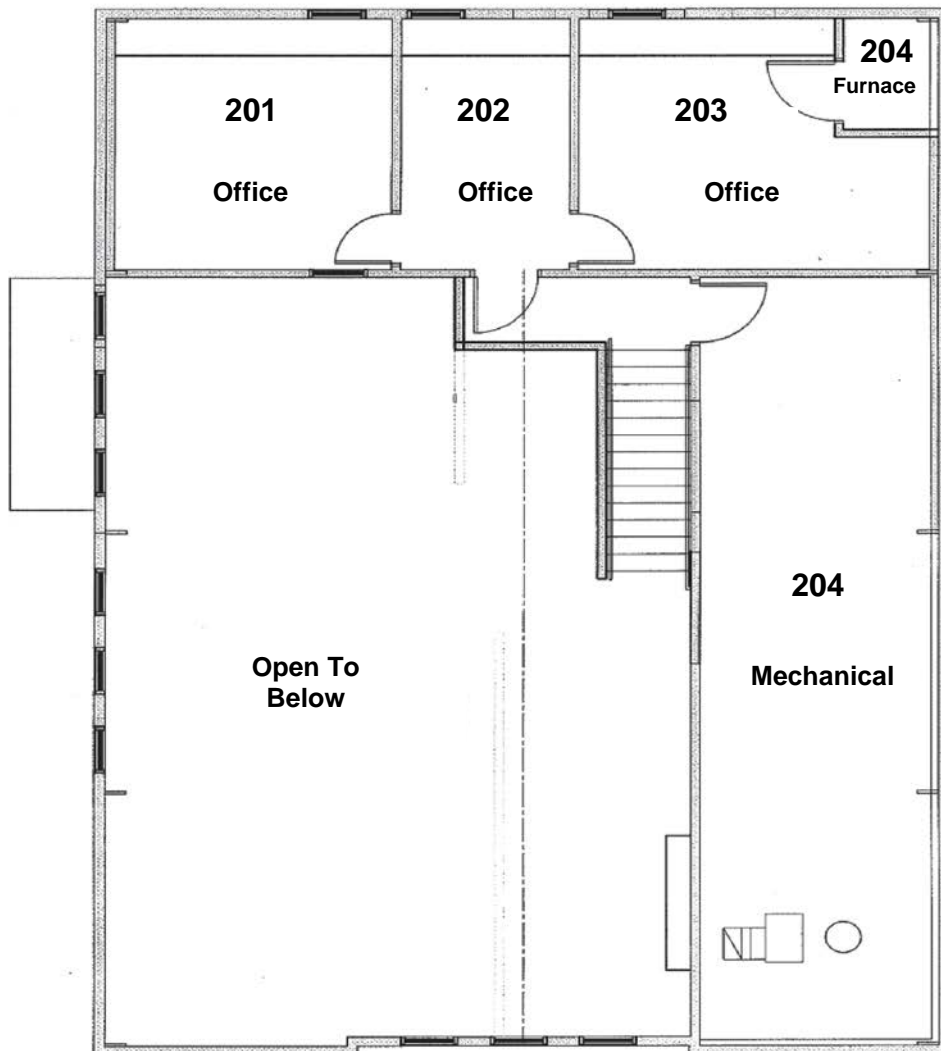 201
Office
202
Office
203
Office
204
Furnace
204
Mechanical
Open To
Below